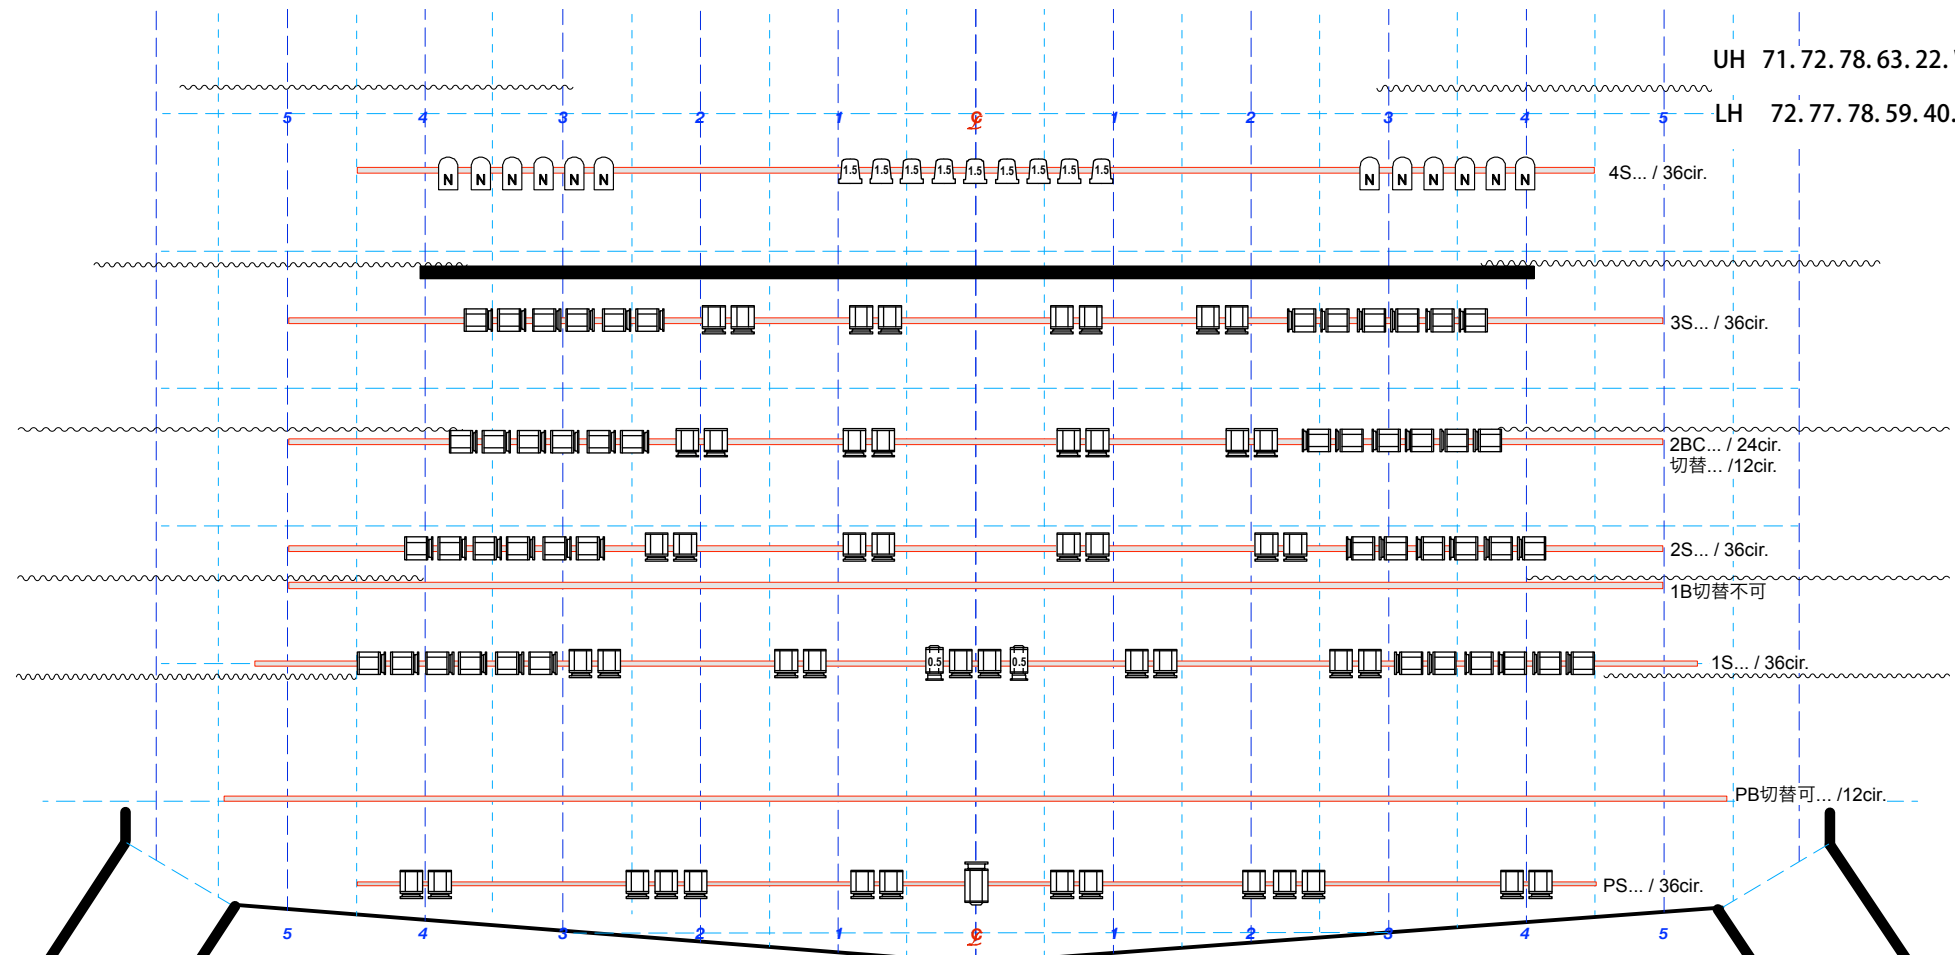 UH 71. 72. 78. 63. 22.
5 4 3 2 1 ℄ 1 2 3 4 5
LH 72. 77. 78. 59. 40.
N N N N N N 1.5 1.5 1.5 1.5 1.5 1.5 1.5 1.5 1.5 N N N N N N
4S... / 36cir.
3S... / 36cir.
2BC... / 24cir.
切替... /12cir.
2S... / 36cir.
1B切替不可
0.5 0.5
1S... / 36cir.
PB切替可... /12cir.
PS... / 36cir.
5 4 3 2 1 ℄ 1 2 3 4 5